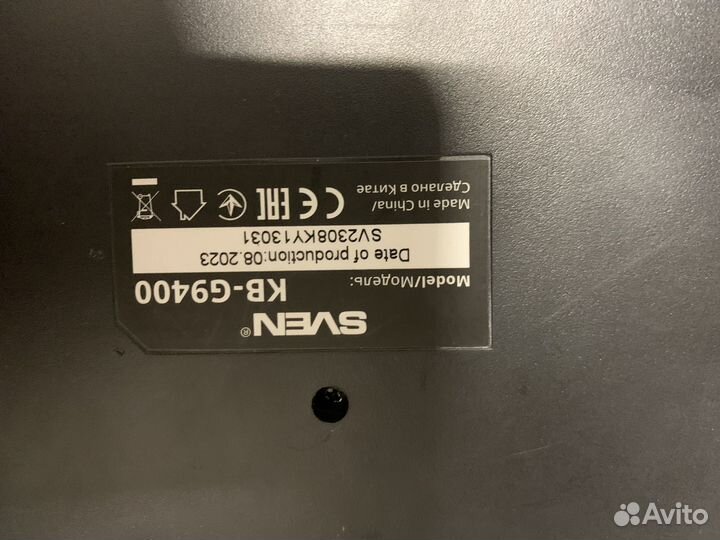 SVEN®
Model/Модель: KB-G9400
Date of production:08.2023
SV2308KY13031
Made in China/
Сделано в Китае
CE EAC
Avito